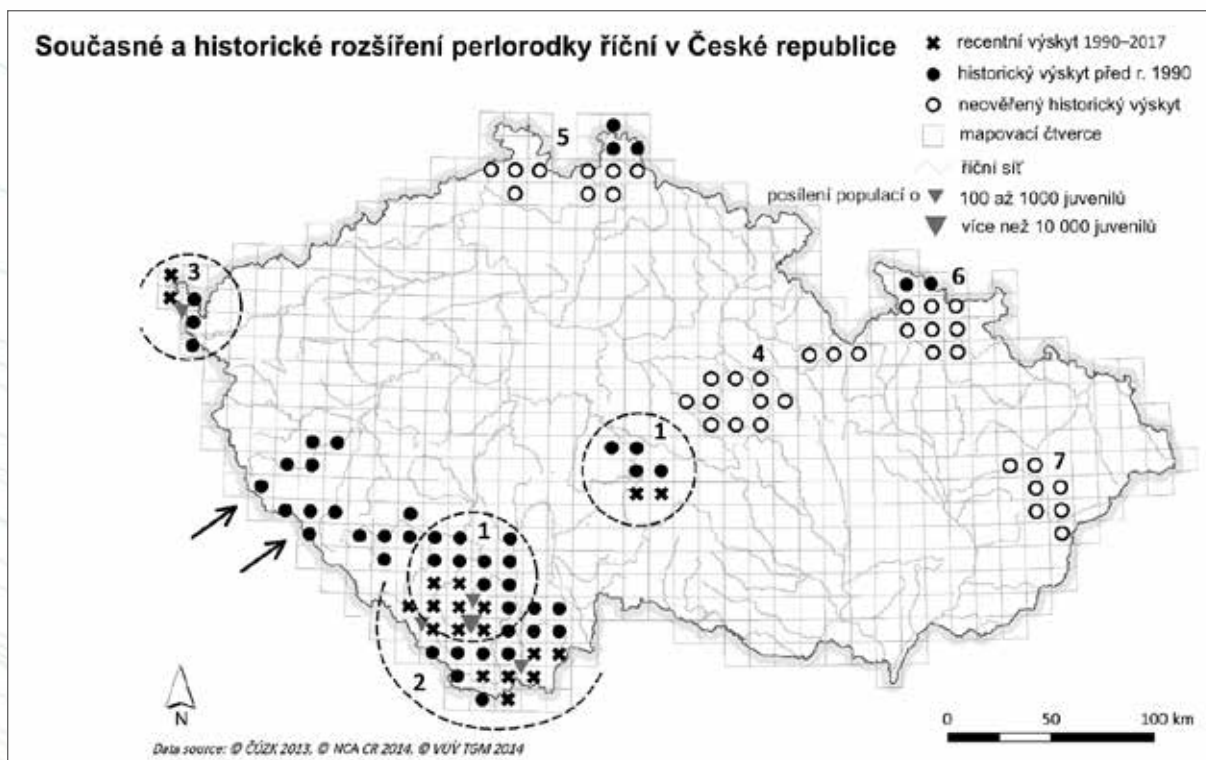 Současné a historické rozšíření perlorodky říční v České republice
recentní výskyt 1990–2017
historický výskyt před r. 1990
neověřený historický výskyt
mapovací čtverce
říční síť
posílení populací o
100 až 1000 juvenilů
více než 10 000 juvenilů
5
3
6
4
1
7
1
2
N
0 50 100 km
Data source: © ČÚZK 2013, © NCA CR 2014, © VUV TGM 2014